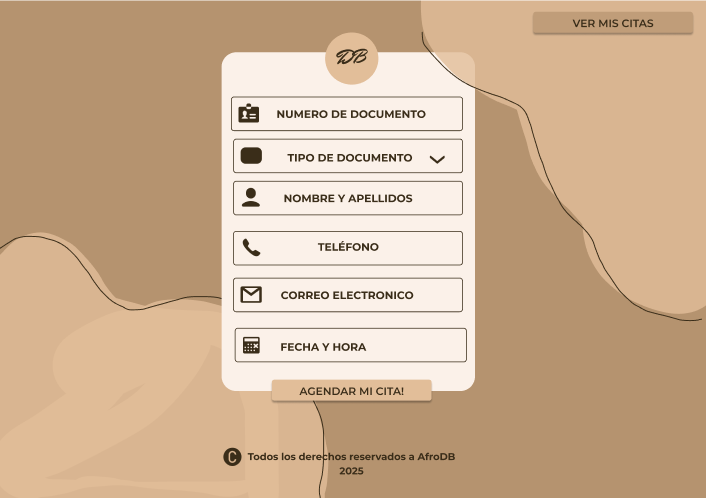 VER MIS CITAS
DB
NUMERO DE DOCUMENTO
TIPO DE DOCUMENTO
NOMBRE Y APELLIDOS
TELÉFONO
CORREO ELECTRONICO
FECHA Y HORA
AGENDAR MI CITA!
C Todos los derechos reservados a AfroDB
2025